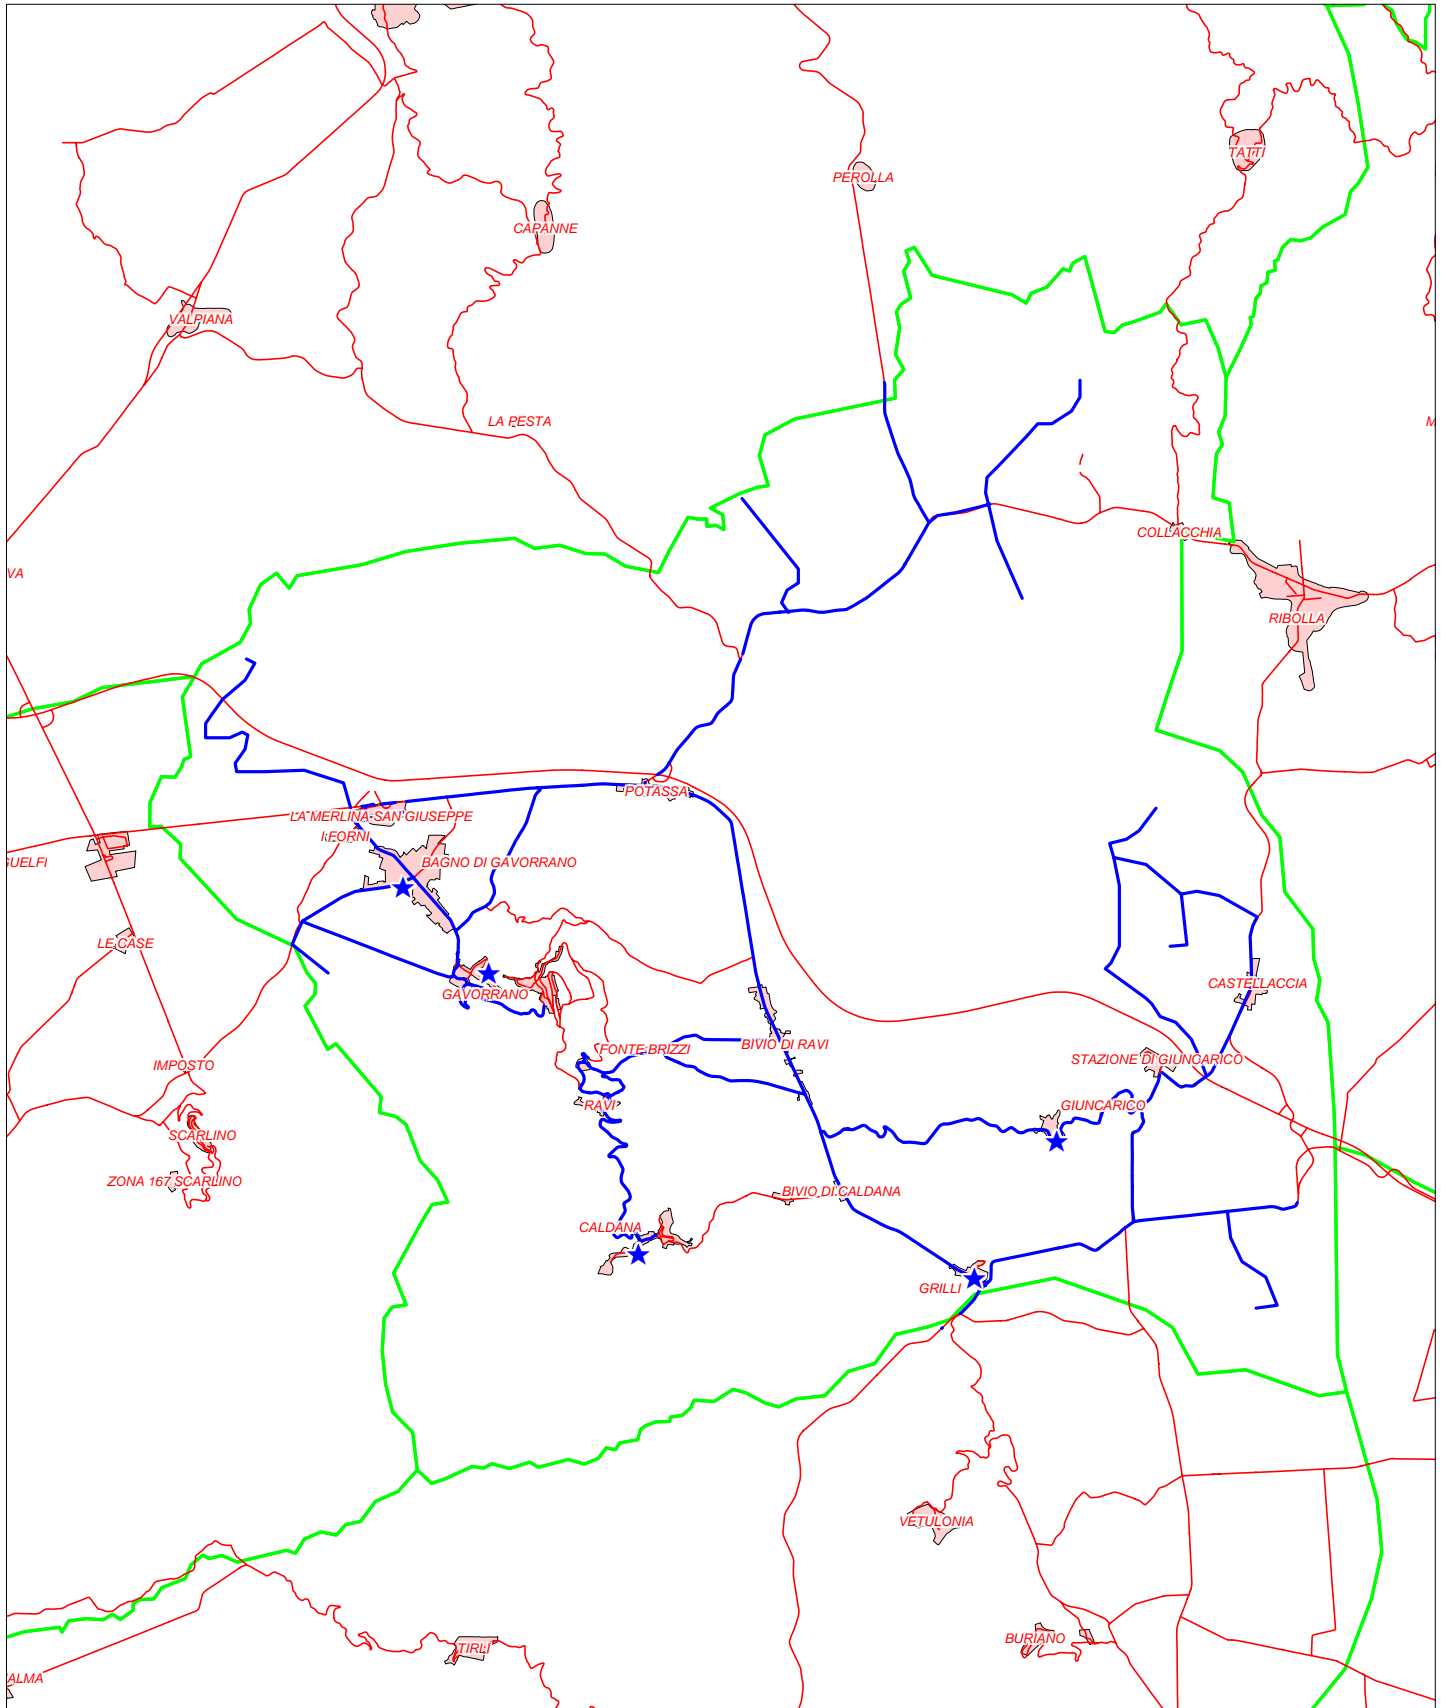 TATTI
PEROLLA
CAPANNE
VALPIANA
LA PESTA
M
COLLACCHIA
VA
RIBOLLA
POTASSA
LA MERLINA-SAN GIUSEPPE
I FORNI
BAGNO DI GAVORRANO
GUELFI
LE CASE
CASTELLACCIA
GAVORRANO
BIVIO DI RAVI
FONTE BRIZZI
STAZIONE DI GIUNCARICO
IMPOSTO
RAVI
GIUNCARICO
SCARLINO
ZONA 167 SCARLINO
BIVIO DI CALDANA
CALDANA
GRILLI
VETULONIA
BURIANO
TIRLI
ALMA